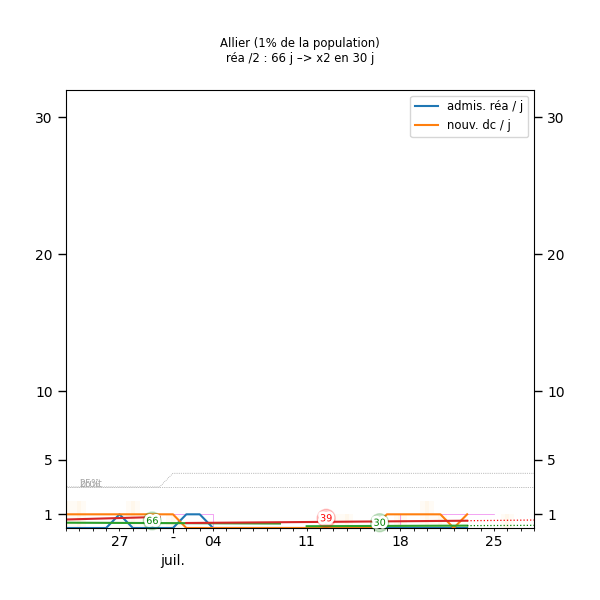 Allier (1% de la population)
réa /2 : 66 j –> x2 en 30 j
admis. réa / j
nouv. dc / j
30 30
20 20
10 10
5 5
1 1
66 39 30
27 - 04 11 18 25
juil.